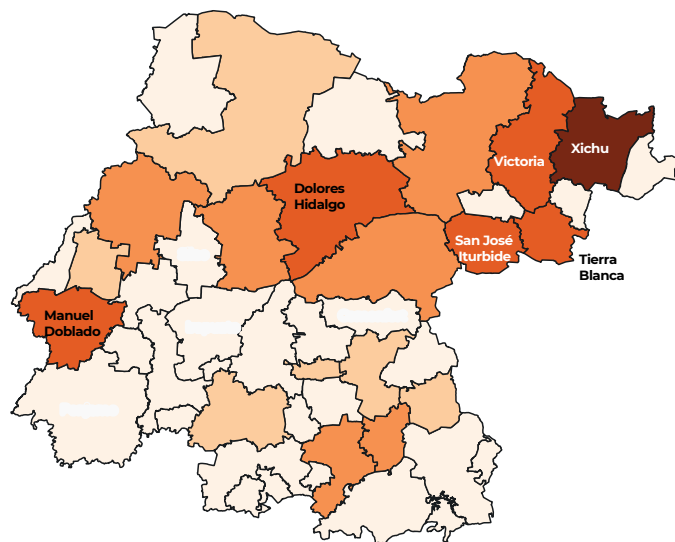 Victoria
Xichu
Dolores
Hidalgo
San José
Iturbide
Tierra
Blanca
Manuel
Doblado